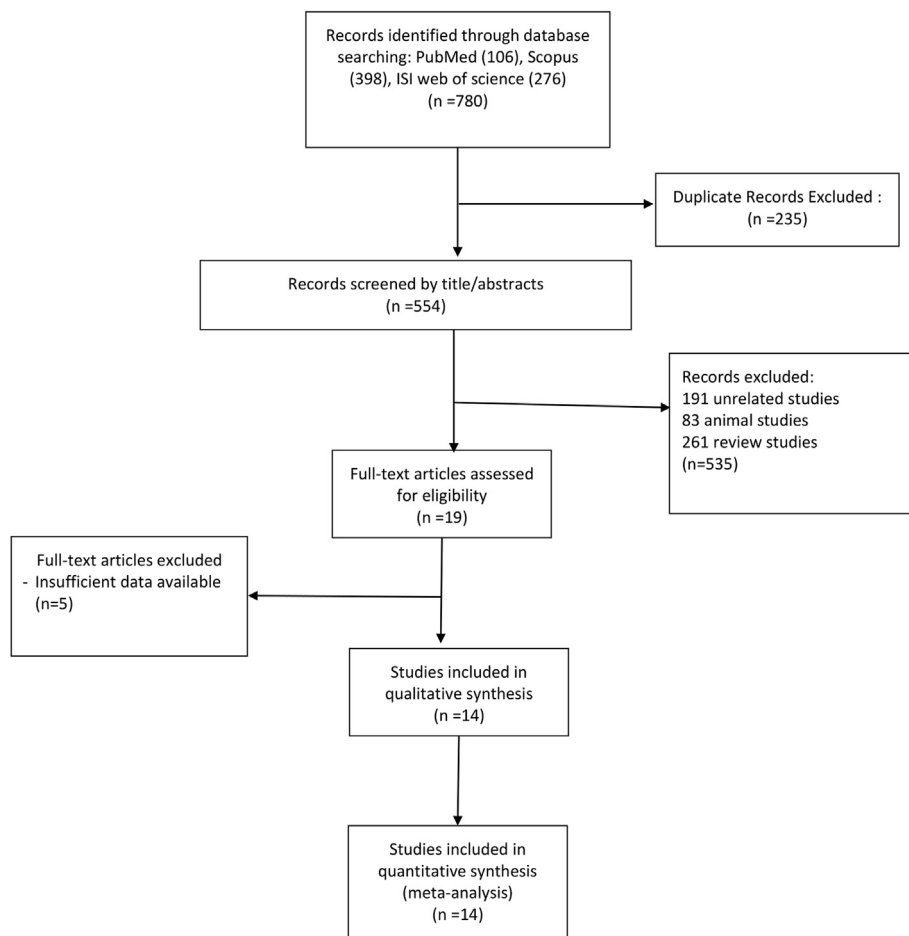 Records identified through database
searching: PubMed (106), Scopus
(398), ISI web of science (276)
(n =780)
Duplicate Records Excluded :
(n =235)
Records screened by title/abstracts
(n =554)
Records excluded:
191 unrelated studies
83 animal studies
261 review studies
(n=535)
Full-text articles assessed
for eligibility
(n =19)
Full-text articles excluded
- Insufficient data available
(n=5)
Studies included in
qualitative synthesis
(n =14)
Studies included in
quantitative synthesis
(meta-analysis)
(n =14)